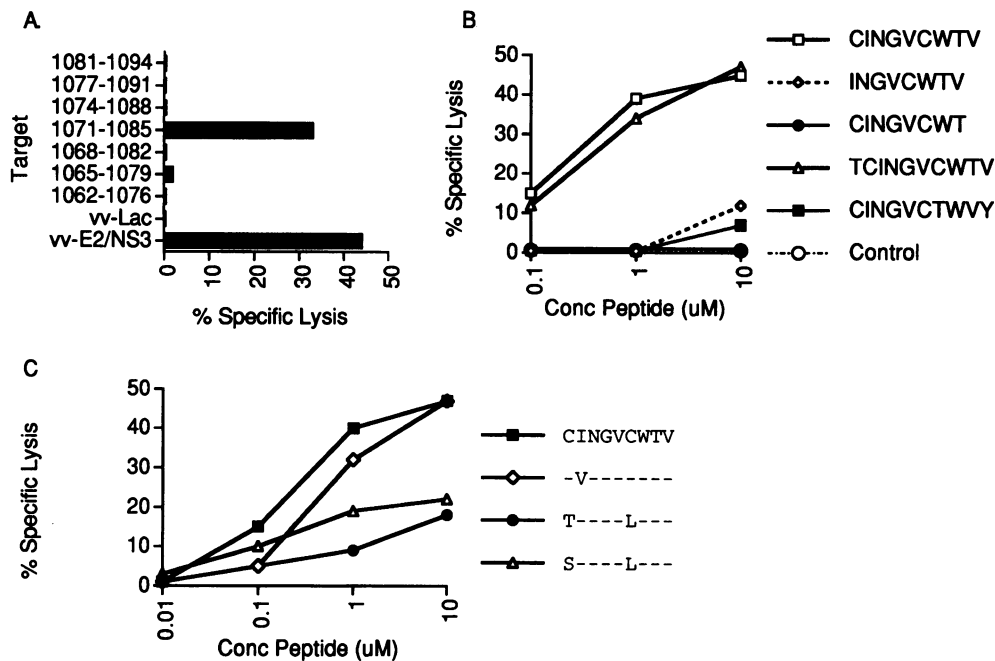 A.
Target
1081-1094
1077-1091
1074-1088
1071-1085
1068-1082
1065-1079
1062-1076
vv-Lac
vv-E2/NS3
0 10 20 30 40 50
% Specific Lysis
B
% Specific Lysis
50
40
30
20
10
0
0.1 1 10
Conc Peptide (uM)
CINGVCWTV
INGVCWTV
CINGVCWT
TCINGVCWTV
CINGVCTWVY
Control
C
% Specific Lysis
50
40
30
20
10
0
0.01 0.1 1 10
Conc Peptide (uM)
CINGVCWTV
-V-------
T----L---
S----L---